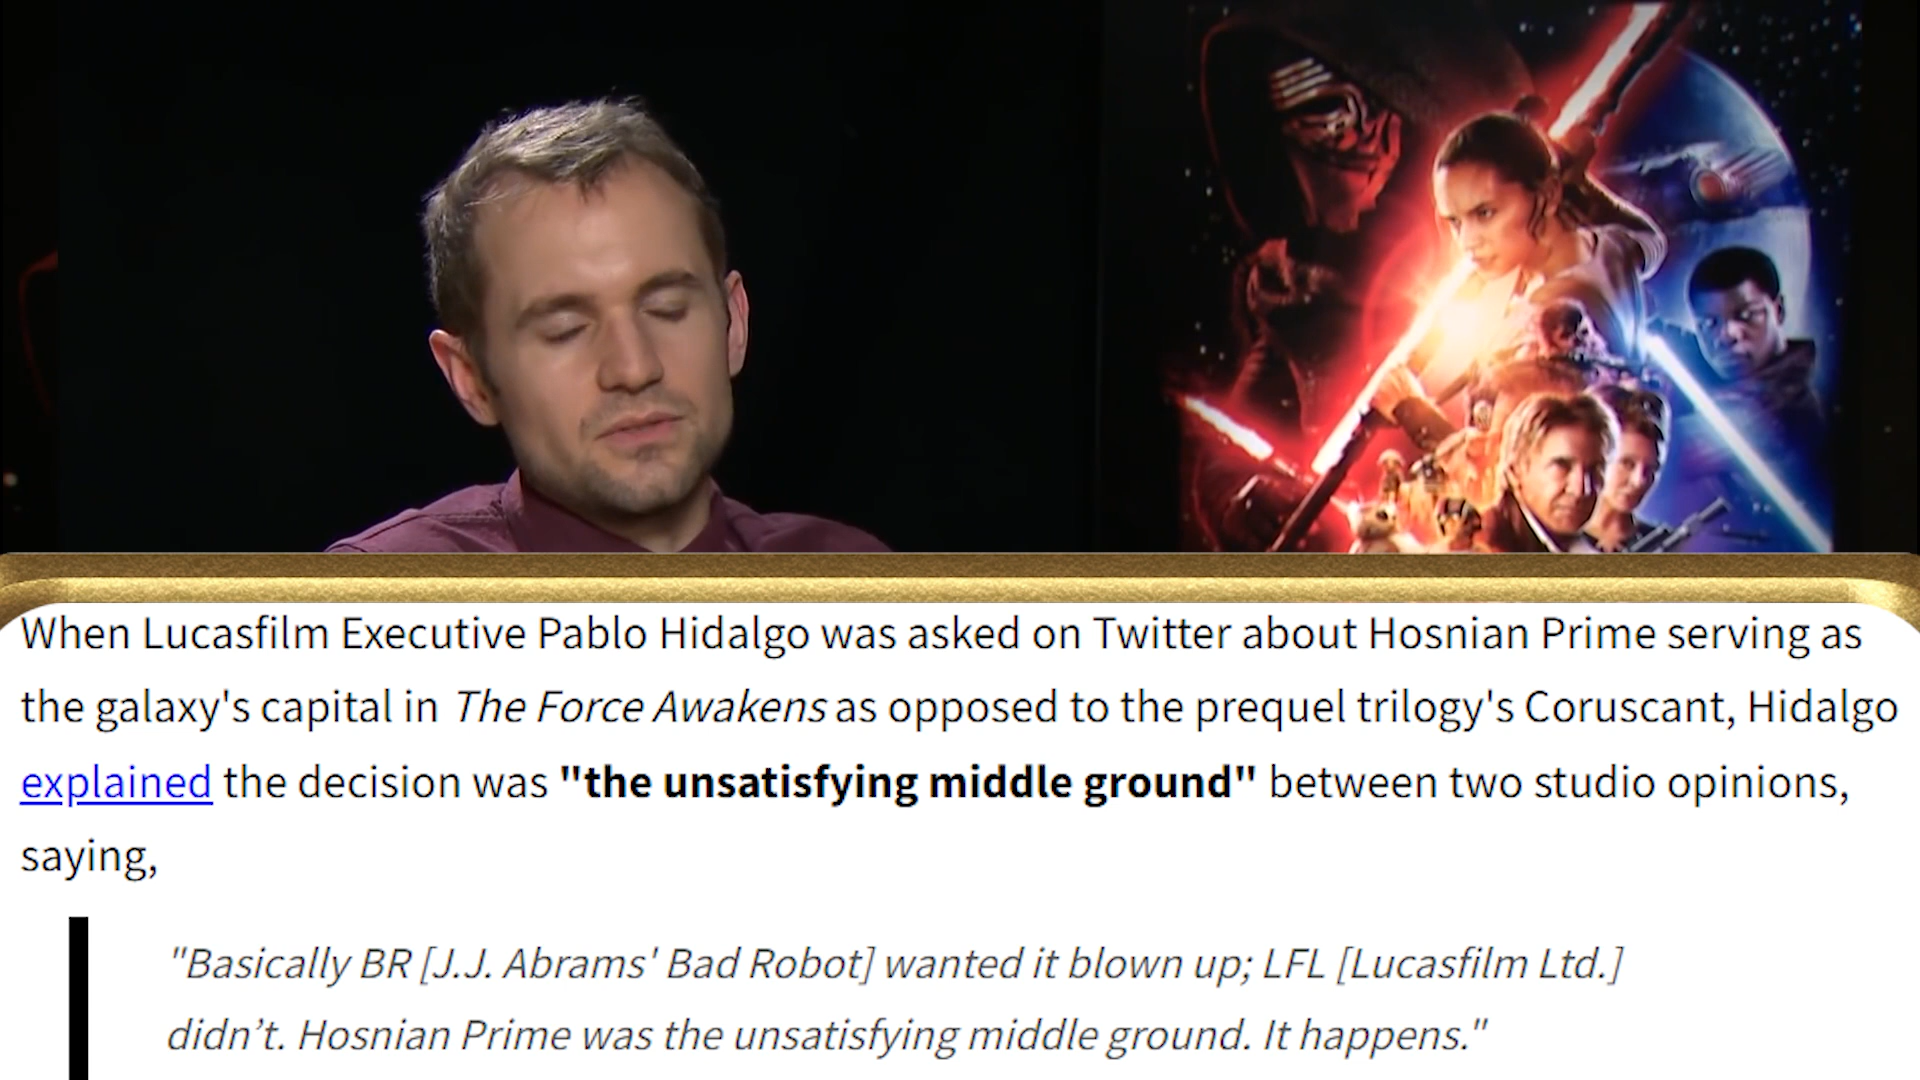 When Lucasfilm Executive Pablo Hidalgo was asked on Twitter about Hosnian Prime serving as
the galaxy's capital in The Force Awakens as opposed to the prequel trilogy's Coruscant, Hidalgo
explained the decision was "the unsatisfying middle ground" between two studio opinions,
saying,
"Basically BR [J.J. Abrams' Bad Robot] wanted it blown up; LFL [Lucasfilm Ltd.]
didn’t. Hosnian Prime was the unsatisfying middle ground. It happens."